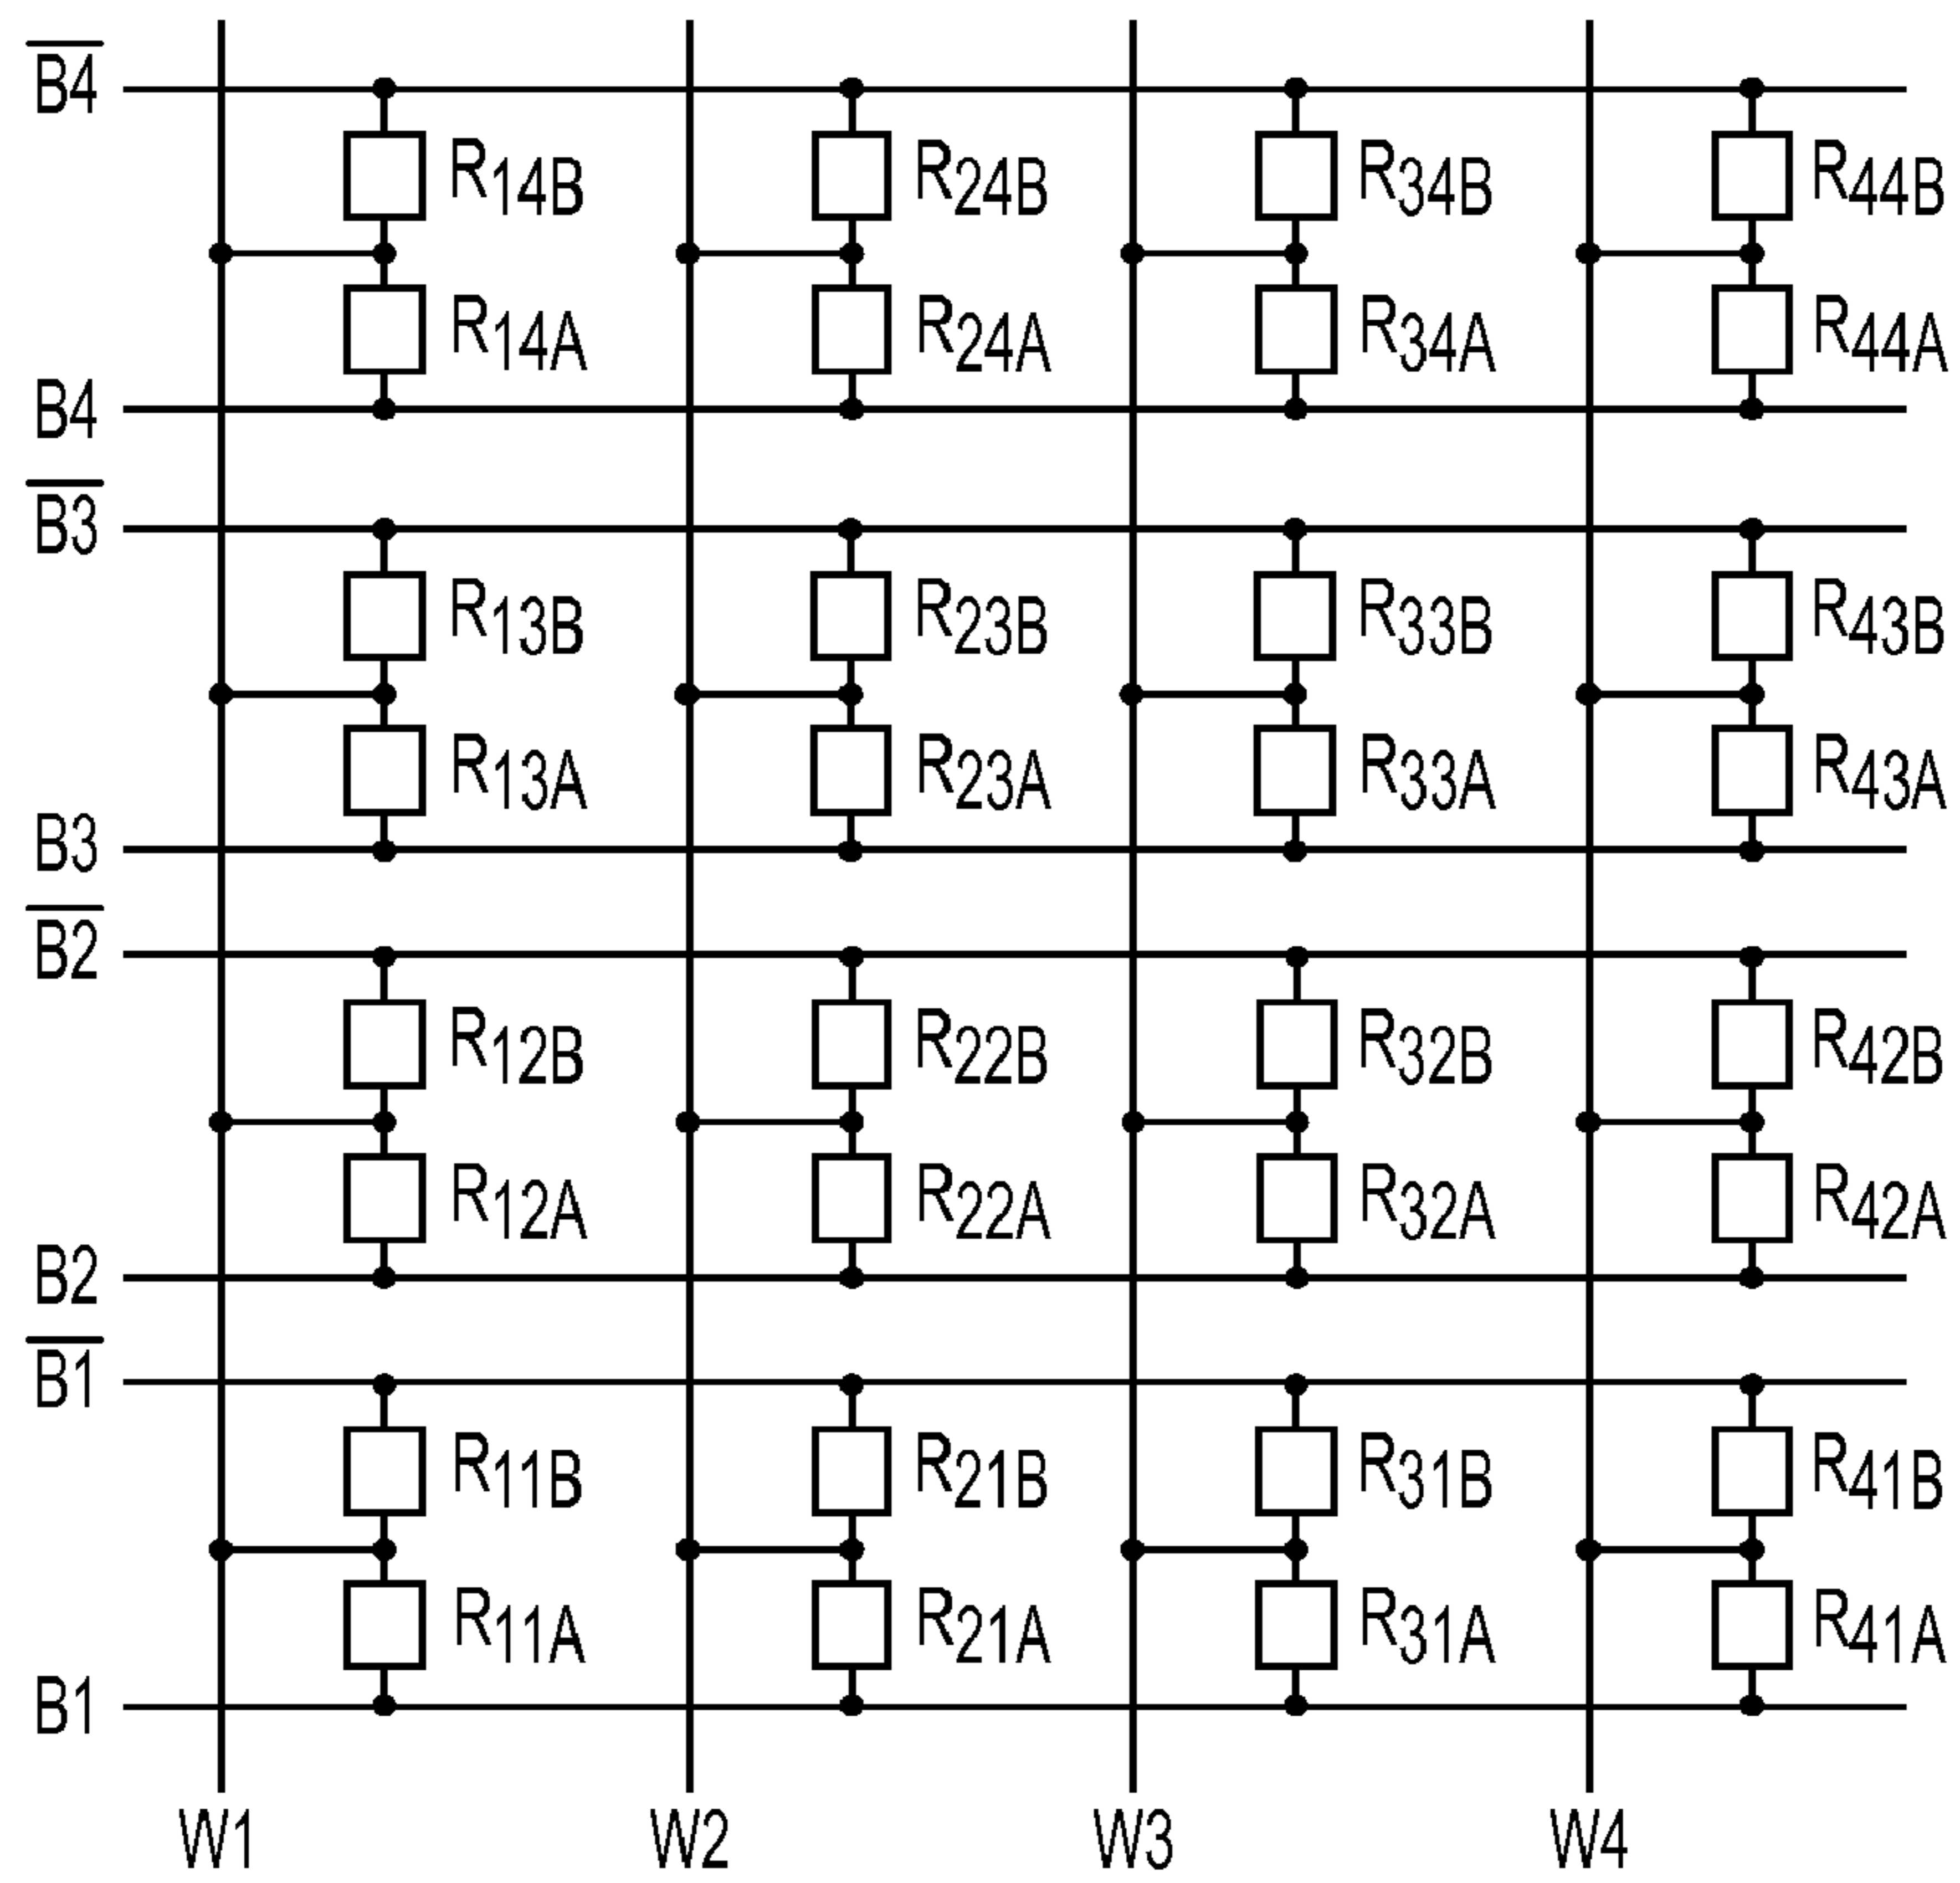 B4̅
R14B R24B R34B R44B
R14A R24A R34A R44A
B4
B3̅
R13B R23B R33B R43B
R13A R23A R33A R43A
B3
B2̅
R12B R22B R32B R42B
R12A R22A R32A R42A
B2
B1̅
R11B R21B R31B R41B
R11A R21A R31A R41A
B1
W1 W2 W3 W4